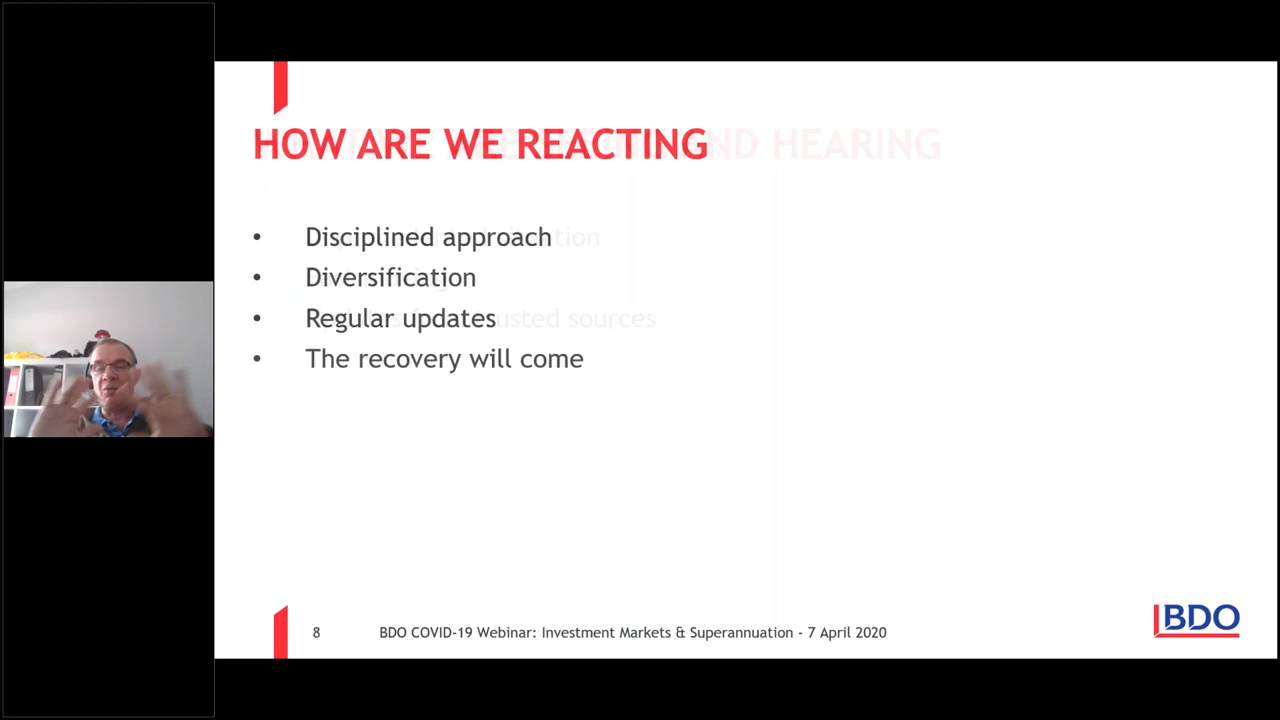 HOW ARE WE REACTING
• Disciplined approach
• Diversification
• Regular updates
• The recovery will come
8
BDO COVID-19 Webinar: Investment Markets & Superannuation - 7 April 2020
BDO